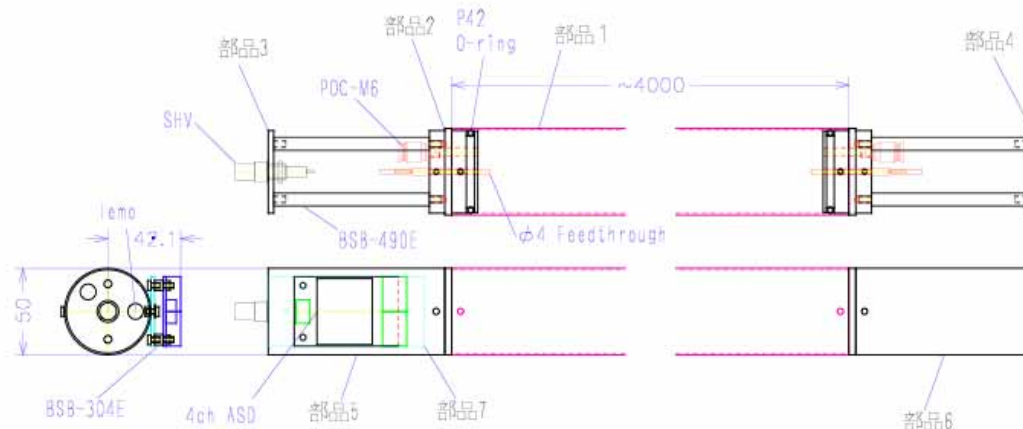 部品3
部品2
P42
O-ring
部品1
部品4
PDC-M6
~4000
SHV
lemo
42.1
BSB-490E
φ4 Feedthrough
50
BSB-304E
4ch ASD
部品5
部品7
部品6